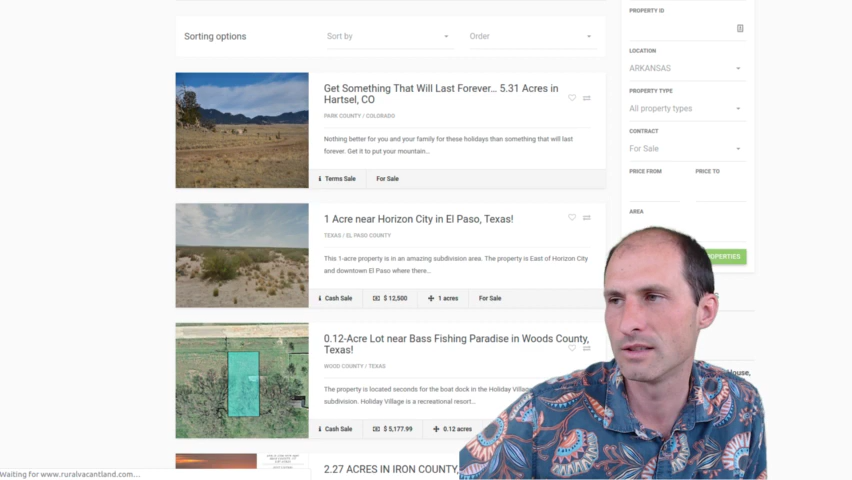 PROPERTY ID
Sorting options
Sort by
Order
LOCATION
ARKANSAS
PROPERTY TYPE
All property types
CONTRACT
For Sale
PRICE FROM
PRICE TO
AREA
OPERTIES
Get Something That Will Last Forever... 5.31 Acres in
Hartsel, CO
PARK COUNTY / COLORADO
Nothing better for you and your family for these holidays than something that will last
forever. Get it to put your mountain...
Terms Sale
For Sale
1 Acre near Horizon City in El Paso, Texas!
TEXAS / EL PASO COUNTY
This 1-acre property is in an amazing subdivision area. The property is East of Horizon City
and downtown El Paso where there...
Cash Sale
$ 12,500
1 acres
For Sale
0.12-Acre Lot near Bass Fishing Paradise in Woods County,
Texas!
WOOD COUNTY / TEXAS
The property is located seconds for the boat dock in the Holiday Villag
subdivision. Holiday Village is a recreational resort...
Cash Sale
$ 5,177.99
0.12 acres
House,
2.27 ACRES IN IRON COUNTY,
Waiting for www.ruralvacantland.com...